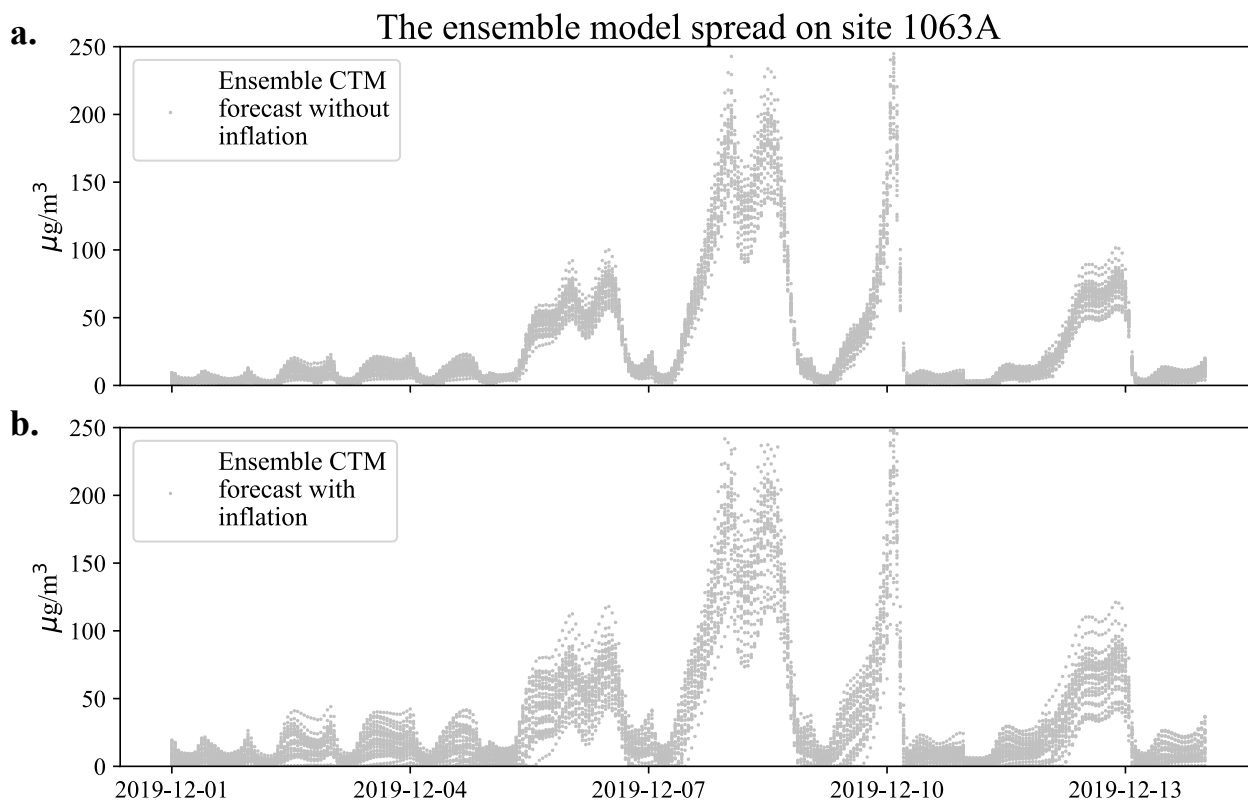 The ensemble model spread on site 1063A
a.
250
200
150
100
50
0
μg/m³
Ensemble CTM
forecast without
inflation
b.
250
200
150
100
50
0
μg/m³
Ensemble CTM
forecast with
inflation
2019-12-01
2019-12-04
2019-12-07
2019-12-10
2019-12-13